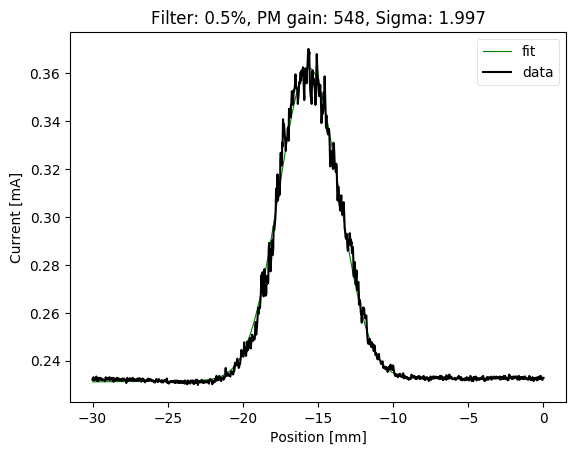 Filter: 0.5%, PM gain: 548, Sigma: 1.997
fit
data
Current [mA]
0.36
0.34
0.32
0.30
0.28
0.26
0.24
−30 −25 −20 −15 −10 −5 0
Position [mm]